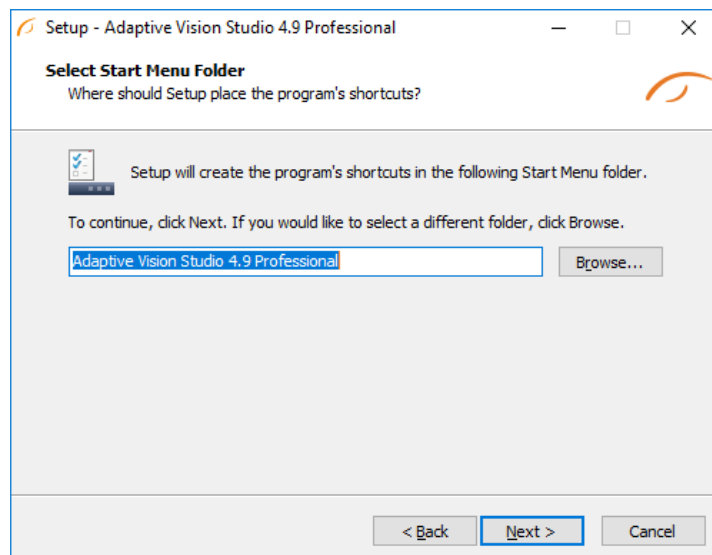 Setup - Adaptive Vision Studio 4.9 Professional
Select Start Menu Folder
Where should Setup place the program's shortcuts?
Setup will create the program's shortcuts in the following Start Menu folder.
To continue, click Next. If you would like to select a different folder, click Browse.
Adaptive Vision Studio 4.9 Professional
Browse...
< Back
Next >
Cancel